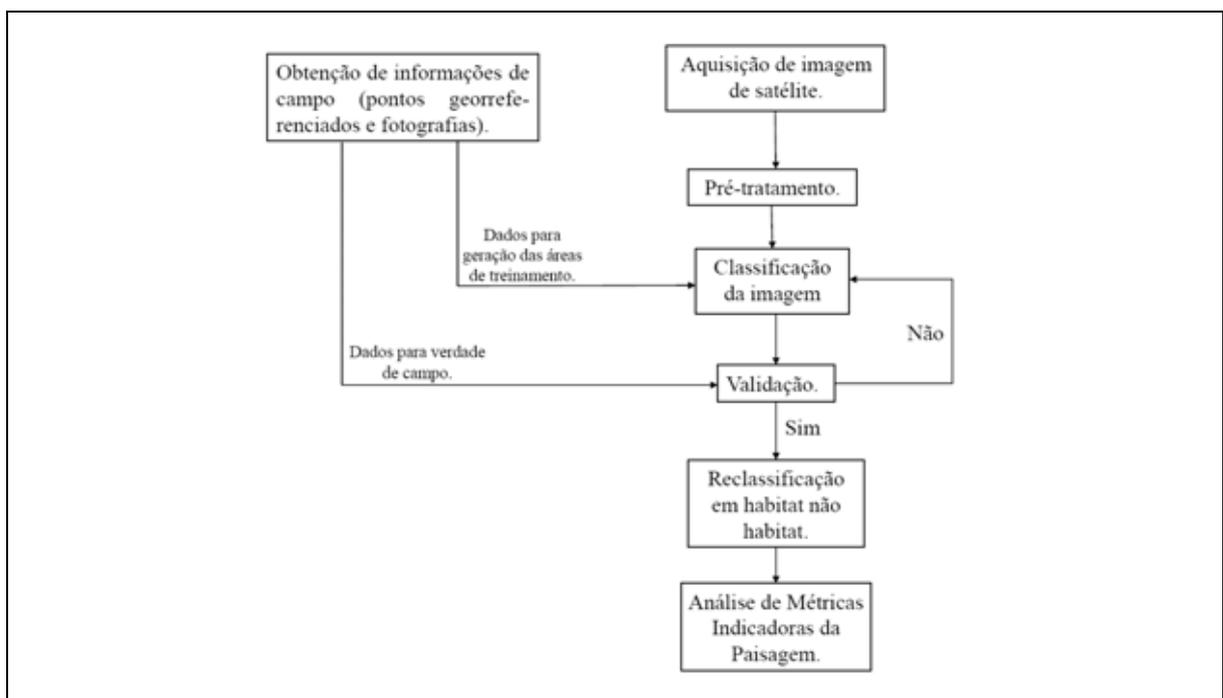 Obtenção de informações de
campo (pontos georrefe-
renciados e fotografias).
Aquisição de imagem
de satélite.
Pré-tratamento.
Dados para
geração das áreas
de treinamento.
Classificação
da imagem
Não
Dados para verdade
de campo.
Validação.
Sim
Reclassificação
em habitat não
habitat.
Análise de Métricas
Indicadoras da
Paisagem.